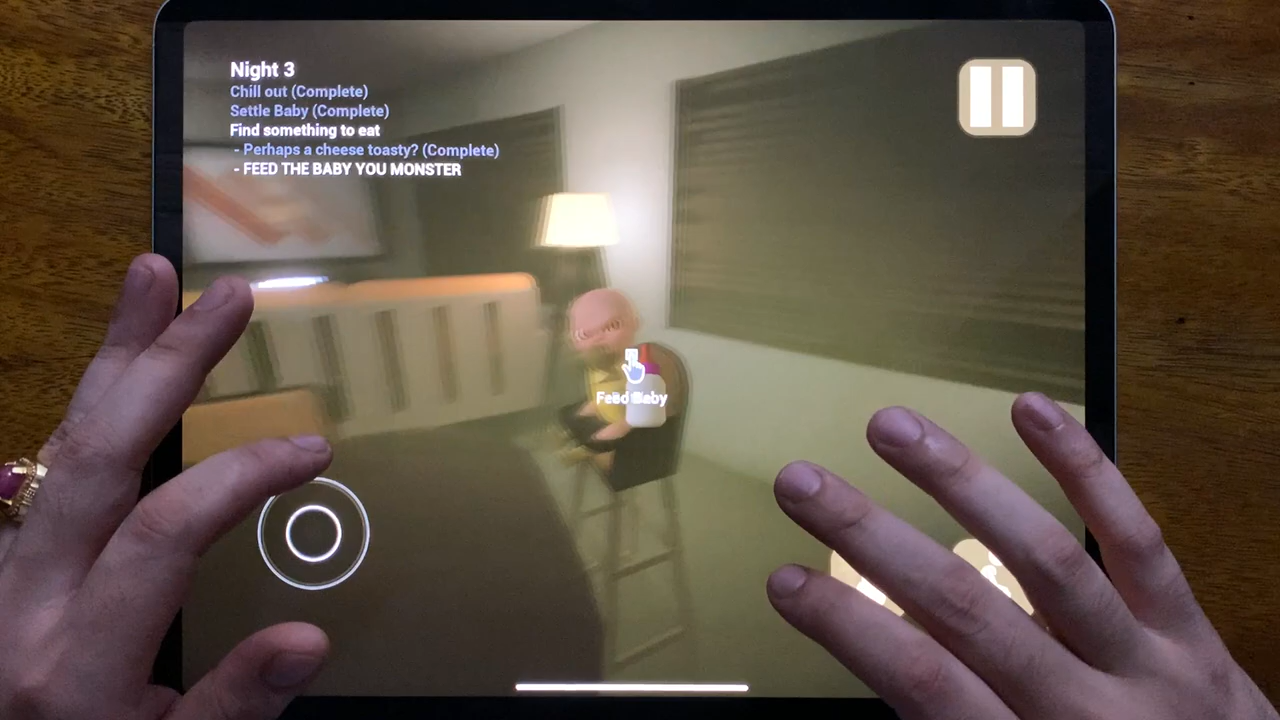 Night 3
Chill out (Complete)
Settle Baby (Complete)
Find something to eat
- Perhaps a cheese toasty? (Complete)
- FEED THE BABY YOU MONSTER
Feed Baby